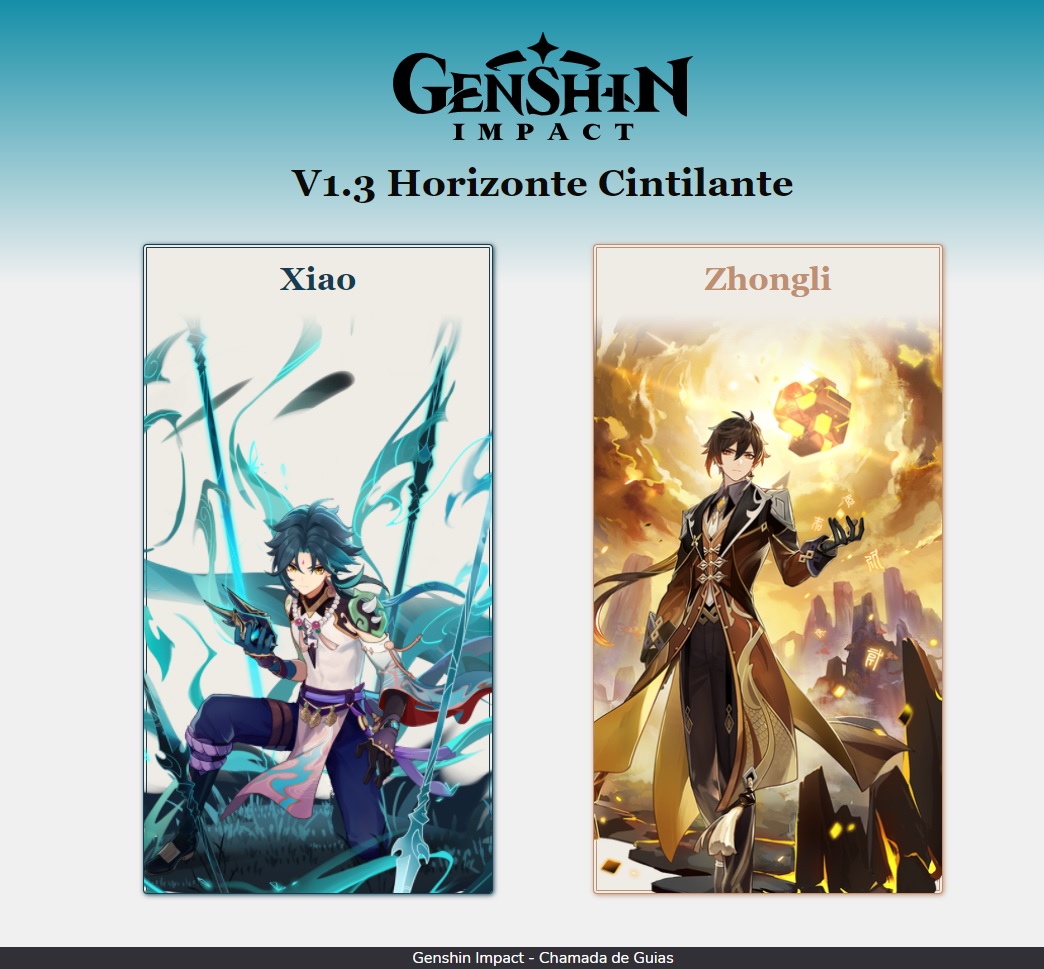 GENSHIN
IMPACT
V1.3 Horizonte Cintilante
Xiao
Zhongli
Genshin Impact - Chamada de Guias